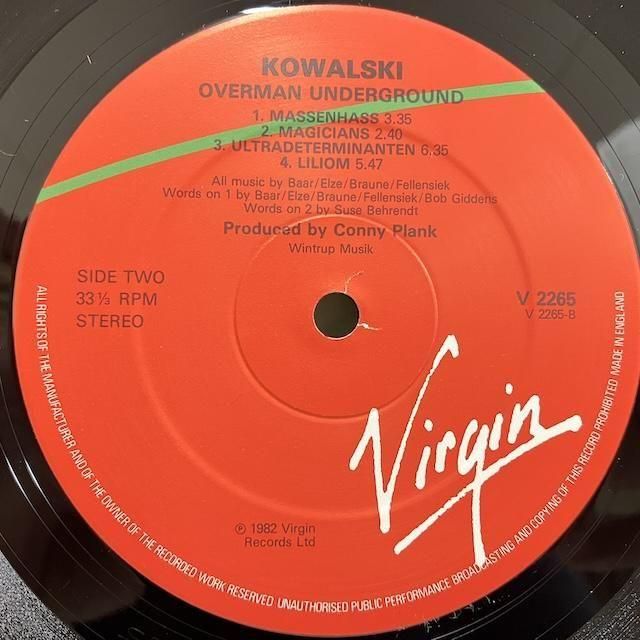 KOWALSKI
OVERMAN UNDERGROUND
1. MASSENHASS 3.35
2. MAGICIANS 2.40
3. ULTRADETERMINANTEN 6.35
4. LILIOM 5.47
All music by Baar/Elze/Braune/Fellensiek
Words on 1 by Baar/Elze/Braune/Fellensiek/Bob Giddens
Words on 2 by Suse Behrendt
Produced by Conny Plank
Wintrup Musik
SIDE TWO
33⅓ RPM
STEREO
V 2265
V 2265-B
Virgin
℗ 1982 Virgin
Records Ltd
ALL RIGHTS OF THE MANUFACTURER AND OF THE OWNER OF THE RECORDED WORK RESERVED UNAUTHORISED PUBLIC PERFORMANCE BROADCASTING AND COPYING OF THIS RECORD PROHIBITED MADE IN ENGLAND